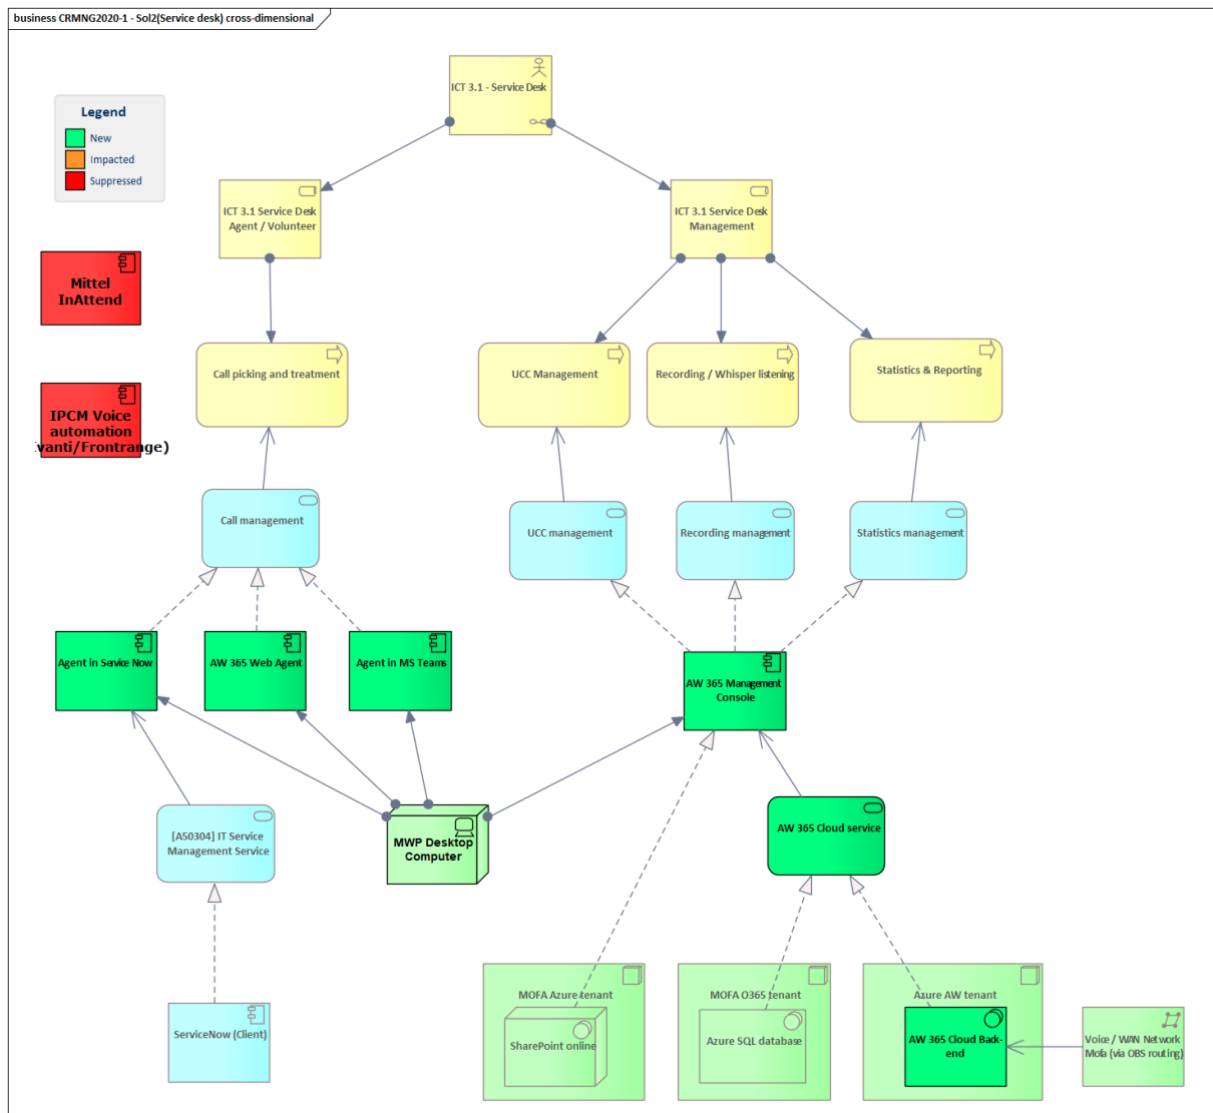 business CRMNG2020-1 - Sol2(Service desk) cross-dimensional
ICT 3.1 - Service Desk
Legend
New
Impacted
Suppressed
ICT 3.1 Service Desk
Agent / Volunteer
ICT 3.1 Service Desk
Management
Mittel
InAttend
Call picking and treatment
UCC Management
Recording / Whisper listening
Statistics & Reporting
IPCM Voice
automation
vanti/Frontrange)
Call management
UCC management
Recording management
Statistics management
Agent in Service Now
AW 365 Web Agent
Agent in MS Teams
AW 365 Management
Console
[A50304] IT Service
Management Service
MWP Desktop
Computer
AW 365 Cloud service
MOFA Azure tenant
MOFA O365 tenant
Azure AW tenant
ServiceNow (Client)
SharePoint online
Azure SQL database
AW 365 Cloud Back-
end
Voice / WAN Network
Mofa (via OBS routing)